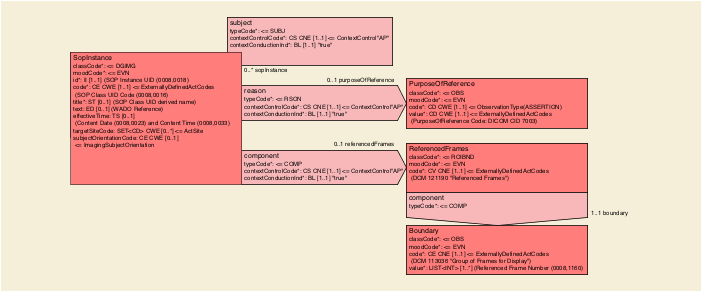 subject
typeCode*: <= SUBJ
contextControlCode: CS CNE [1..1] <= ContextControl"AP"
contextConductionInd*: BL [1..1] "true"
0..* sopInstance
SopInstance
classCode*: <= DGIMG
moodCode*: <= EVN
id*: II [1..1] (SOP Instance UID (0008,0018)
code*: CE CWE [1..1] <= ExternallyDefinedActCodes
(SOP Class UID Code (0008,0016)
title*: ST [0..1] (SOP Class UID derived name)
text: ED [0..1] (WADO Reference)
effectiveTime: TS [0..1]
(Content Date (0008,0023) and Content Time (0008,0033)
targetSiteCode: SET<CD> CWE [0..*] <= ActSite
subjectOrientationCode: CE CWE [0..1]
<= ImagingSubjectOrientation
0..1 purposeOfReference
reason
typeCode*: <= RSON
contextControlCode: CS CNE [1..1] <= ContextControl"AP"
contextConductionInd*: BL [1..1] "true"
PurposeOfReference
classCode*: <= OBS
moodCode*: <= EVN
code*: CD CWE [1..1] <= ObservationType(ASSERTION)
value*: CD CWE [1..1] <= ExternallyDefinedActCodes
(PurposeOfReference Code: DICOM CID 7003)
0..1 referencedFrames
component
typeCode*: <= COMP
contextControlCode*: CS CNE [1..1] <= ContextControl"AP"
contextConductionInd*: BL [1..1] "true"
ReferencedFrames
classCode*: <= ROIBND
moodCode*: <= EVN
code*: CV CNE [1..1] <= ExternallyDefinedActCodes
(DCM 121190 "Referenced Frames")
component
typeCode*: <= COMP
1..1 boundary
Boundary
classCode*: <= OBS
moodCode*: <= EVN
code*: CE CNE [1..1] <= ExternallyDefinedActCodes
(DCM 113036 "Group of Frames for Display")
value*: LIST<INT> [1..*] (Referenced Frame Number (0008,1160)